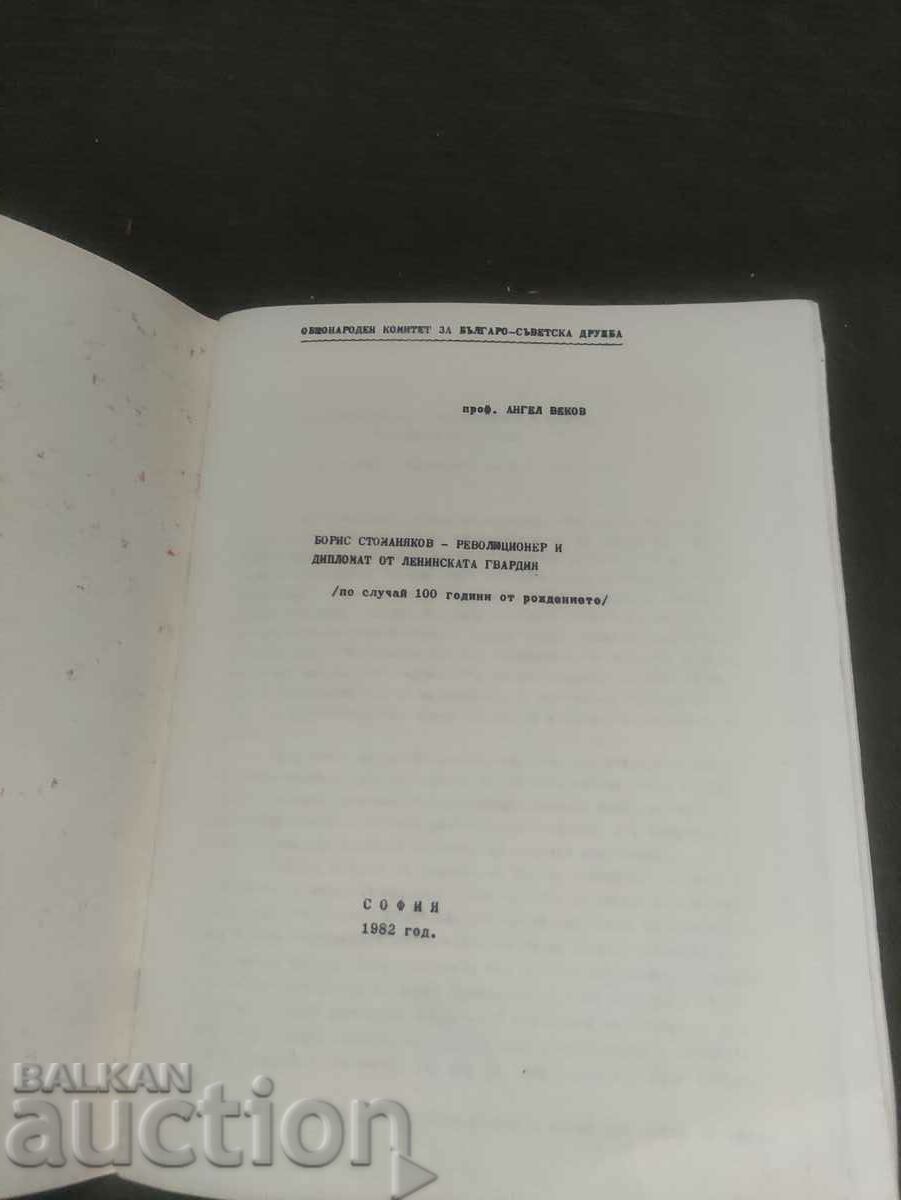 ОБЩОНАРОДЕН КОМИТЕТ ЗА БЪЛГАРО-СЪВЕТСКА ДРУЖБА
проф. АНГЕЛ ВЕКОВ
БОРИС СТОМАНЯКОВ - РЕВОЛЮЦИОНЕР И
ДИПЛОМАТ ОТ ЛЕНИНСКАТА ГВАРДИЯ
/по случай 100 години от рождението/
СОФИЯ
1982 год.
BALKAN
auction